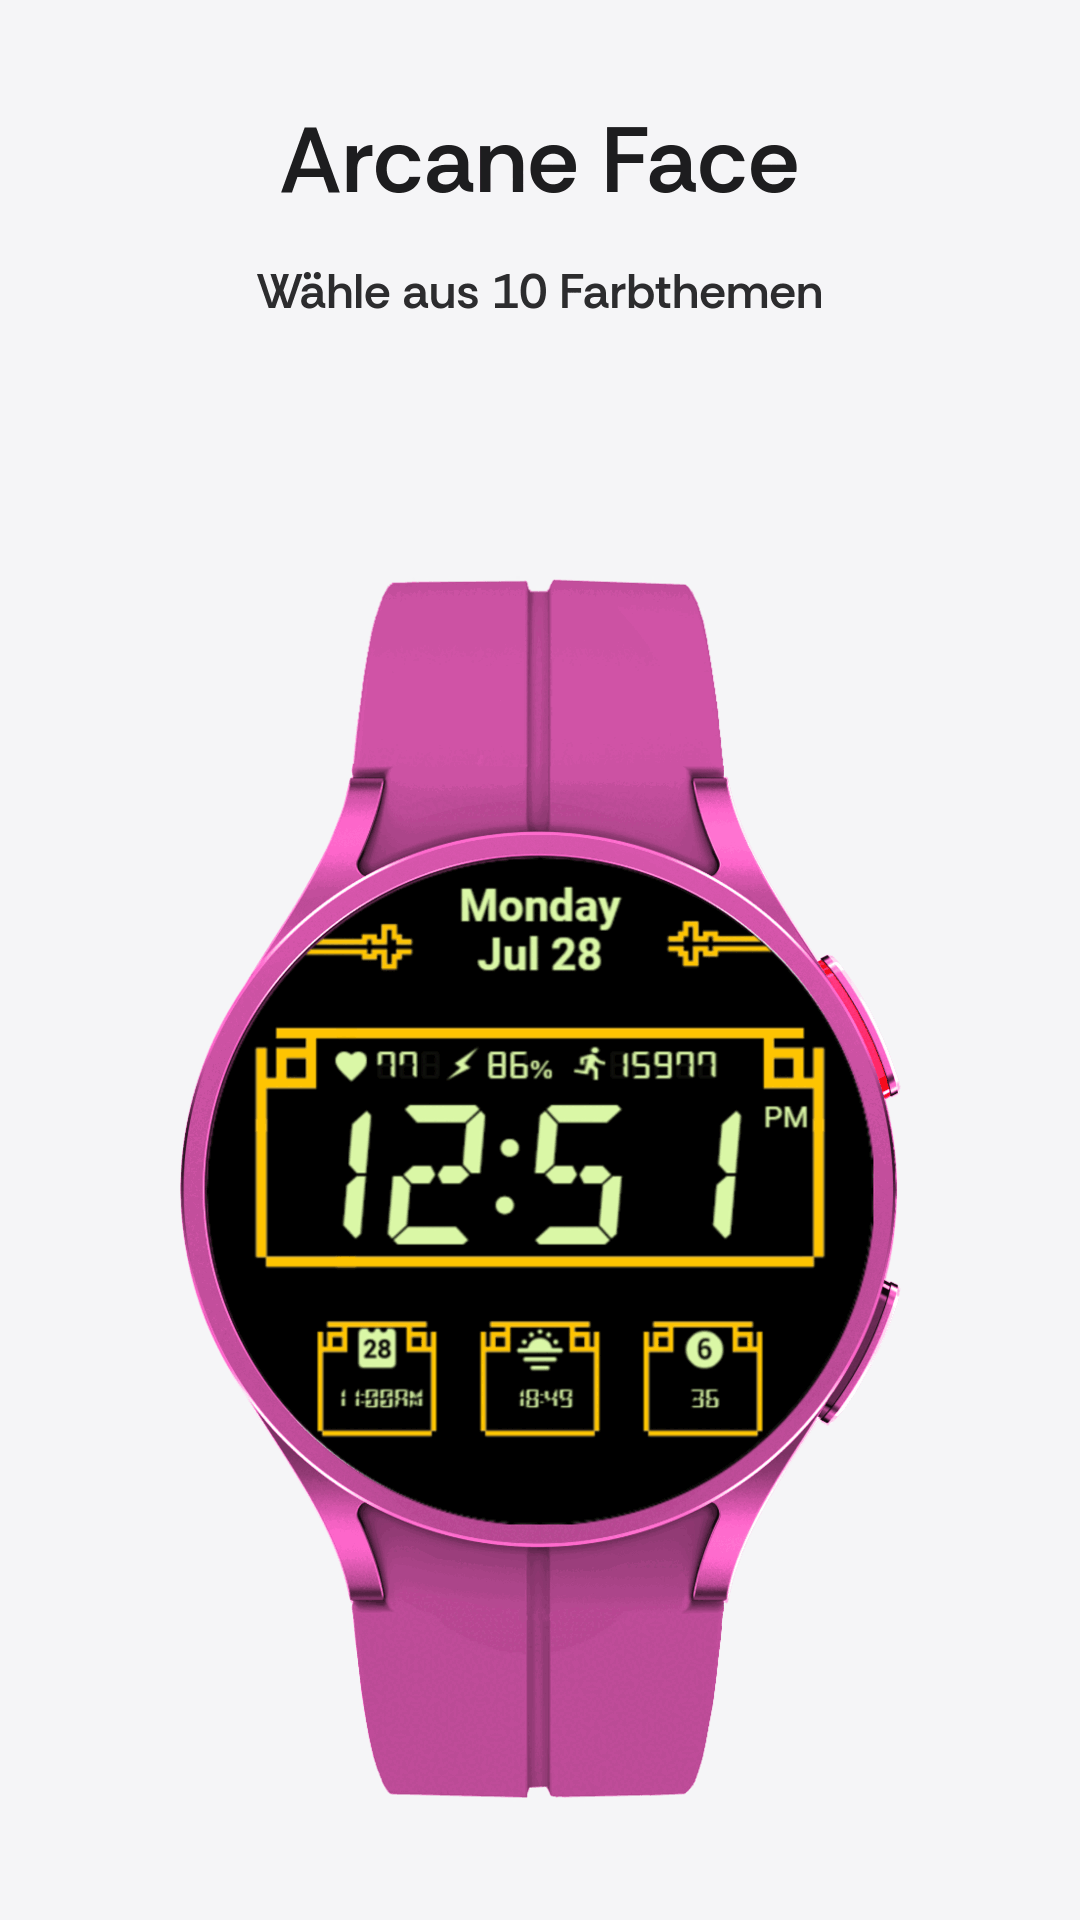 Arcane Face
Wähle aus 10 Farbthemen
Monday
Jul 28
77 86% 15977
12:51 PM
28 6
11:00AM 18:49 36